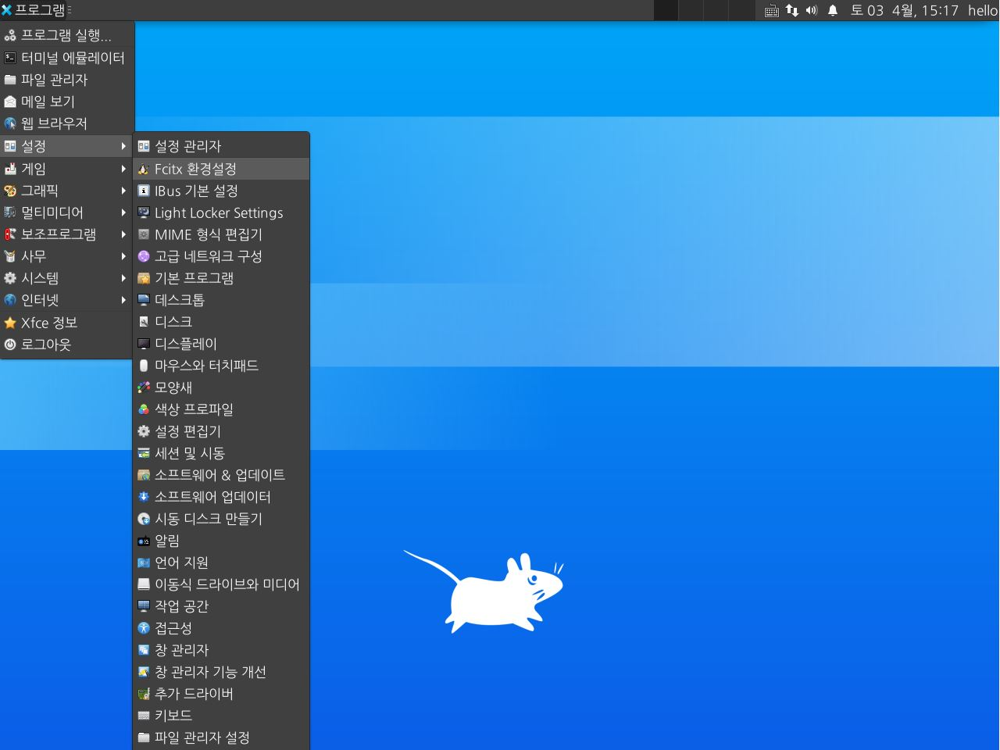 프로그램 토 03 4월, 15:17 hello
프로그램 실행...
터미널 에뮬레이터
파일 관리자
메일 보기
웹 브라우저
설정
게임
그래픽
멀티미디어
보조프로그램
사무
시스템
인터넷
Xfce 정보
로그아웃
설정 관리자
Fcitx 환경설정
IBus 기본 설정
Light Locker Settings
MIME 형식 편집기
고급 네트워크 구성
기본 프로그램
데스크톱
디스크
디스플레이
마우스와 터치패드
모양새
색상 프로파일
설정 편집기
세션 및 시동
소프트웨어 & 업데이트
소프트웨어 업데이터
시동 디스크 만들기
알림
언어 지원
이동식 드라이브와 미디어
작업 공간
접근성
창 관리자
창 관리자 기능 개선
추가 드라이버
키보드
파일 관리자 설정